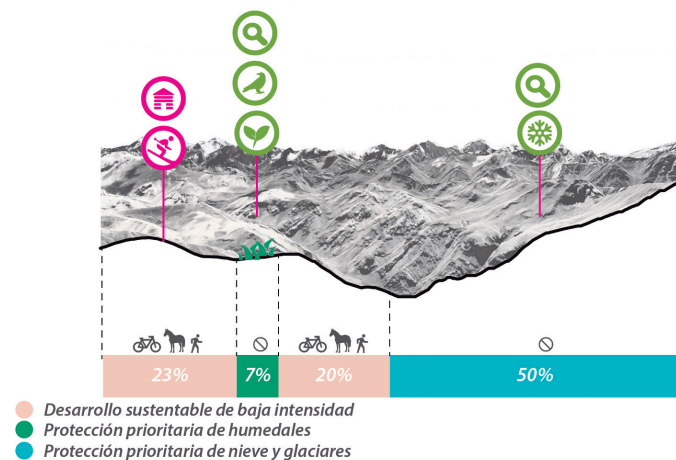 23% 7% 20% 50%
Desarrollo sustentable de baja intensidad
Protección prioritaria de humedales
Protección prioritaria de nieve y glaciares